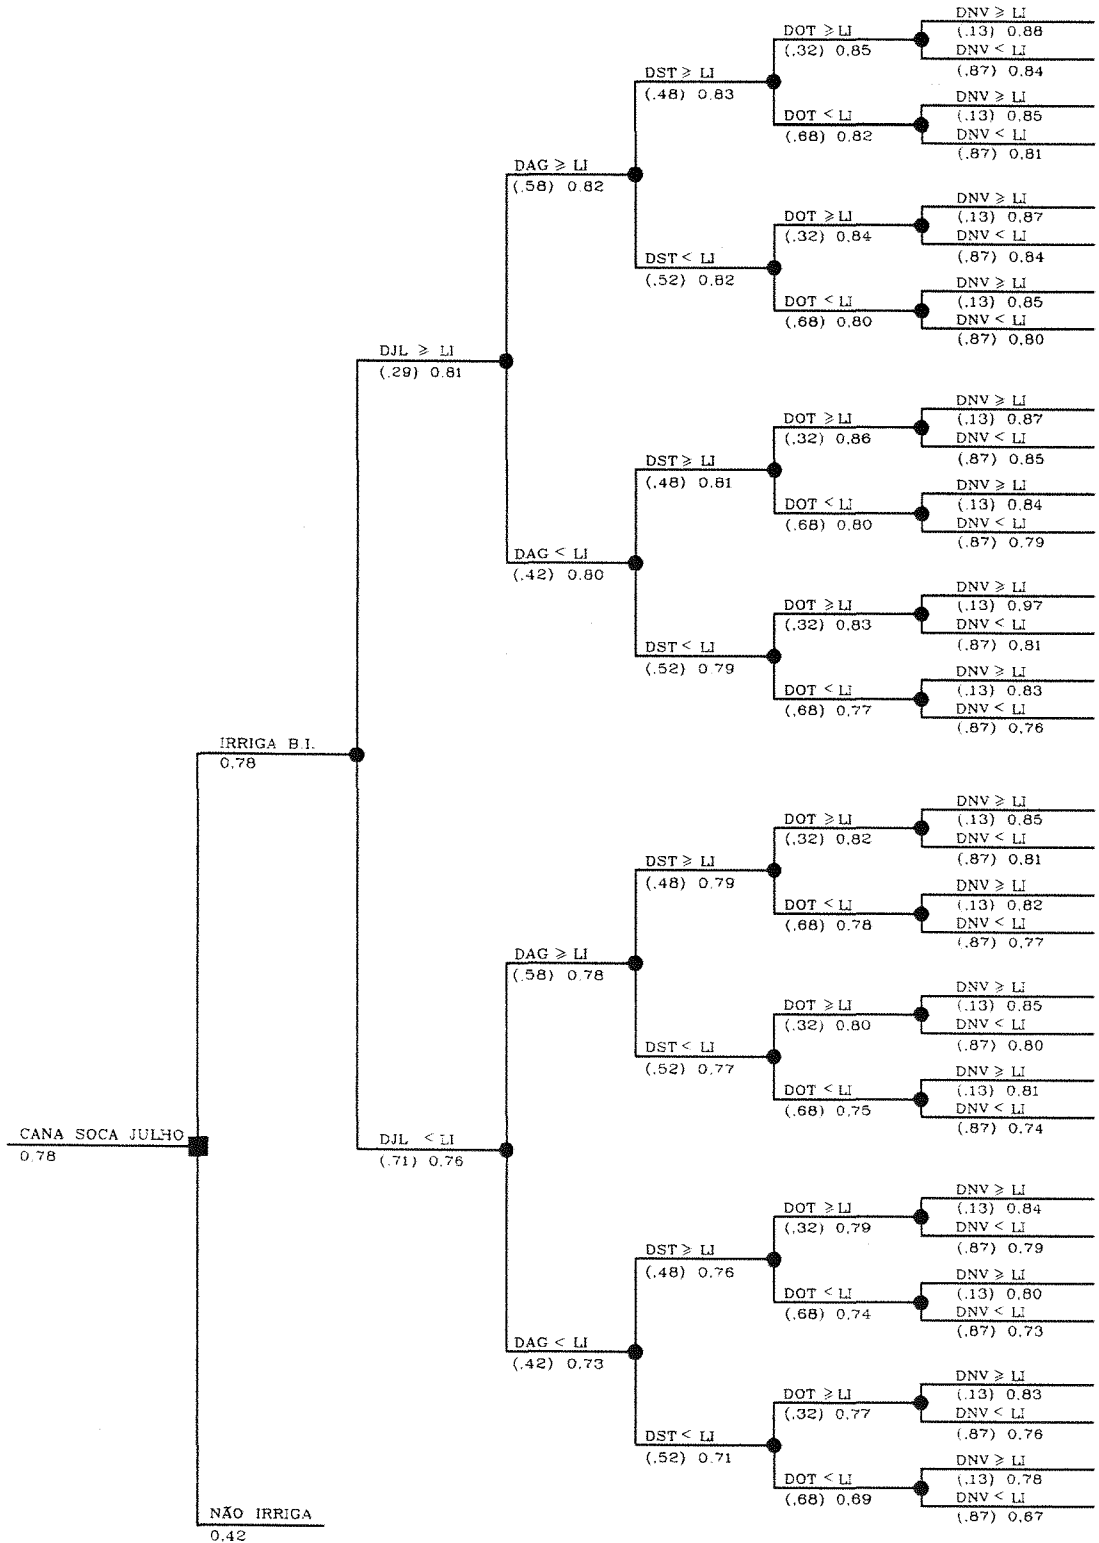 DNV ⩾ LI
(.13) 0,88
DNV < LI
(.87) 0,84
DOT ⩾ LI
(.32) 0,85
DNV ⩾ LI
(.13) 0,85
DNV < LI
(.87) 0,81
DOT < LI
(.68) 0,82
DST ⩾ LI
(.48) 0,83
DNV ⩾ LI
(.13) 0,87
DNV < LI
(.87) 0,84
DOT ⩾ LI
(.32) 0,84
DNV ⩾ LI
(.13) 0,85
DNV < LI
(.87) 0,80
DOT < LI
(.68) 0,80
DST < LI
(.52) 0,82
DAG ⩾ LI
(.58) 0,82
DJL ⩾ LI
(.29) 0,81
DNV ⩾ LI
(.13) 0,87
DNV < LI
(.87) 0,85
DOT ⩾ LI
(.32) 0,86
DNV ⩾ LI
(.13) 0,84
DNV < LI
(.87) 0,79
DOT < LI
(.68) 0,80
DST ⩾ LI
(.48) 0,81
DAG < LI
(.42) 0,80
DNV ⩾ LI
(.13) 0,97
DNV < LI
(.87) 0,81
DOT ⩾ LI
(.32) 0,83
DNV ⩾ LI
(.13) 0,83
DNV < LI
(.87) 0,76
DOT < LI
(.68) 0,77
DST < LI
(.52) 0,79
IRRIGA B.I.
0,78
DNV ⩾ LI
(.13) 0,85
DNV < LI
(.87) 0,81
DOT ⩾ LI
(.32) 0,82
DNV ⩾ LI
(.13) 0,82
DNV < LI
(.87) 0,77
DOT < LI
(.68) 0,78
DST ⩾ LI
(.48) 0,79
DAG ⩾ LI
(.58) 0,78
DNV ⩾ LI
(.13) 0,85
DNV < LI
(.87) 0,80
DOT ⩾ LI
(.32) 0,80
DNV ⩾ LI
(.13) 0,81
DNV < LI
(.87) 0,74
DOT < LI
(.68) 0,75
DST < LI
(.52) 0,77
CANA SOCA JULHO
0,78
DJL < LI
(.71) 0,76
DNV ⩾ LI
(.13) 0,84
DNV < LI
(.87) 0,79
DOT ⩾ LI
(.32) 0,79
DNV ⩾ LI
(.13) 0,80
DNV < LI
(.87) 0,73
DOT < LI
(.68) 0,74
DST ⩾ LI
(.48) 0,76
DAG < LI
(.42) 0,73
DNV ⩾ LI
(.13) 0,83
DNV < LI
(.87) 0,76
DOT ⩾ LI
(.32) 0,77
DNV ⩾ LI
(.13) 0,78
DNV < LI
(.87) 0,67
DOT < LI
(.68) 0,69
DST < LI
(.52) 0,71
NÃO IRRIGA
0,42